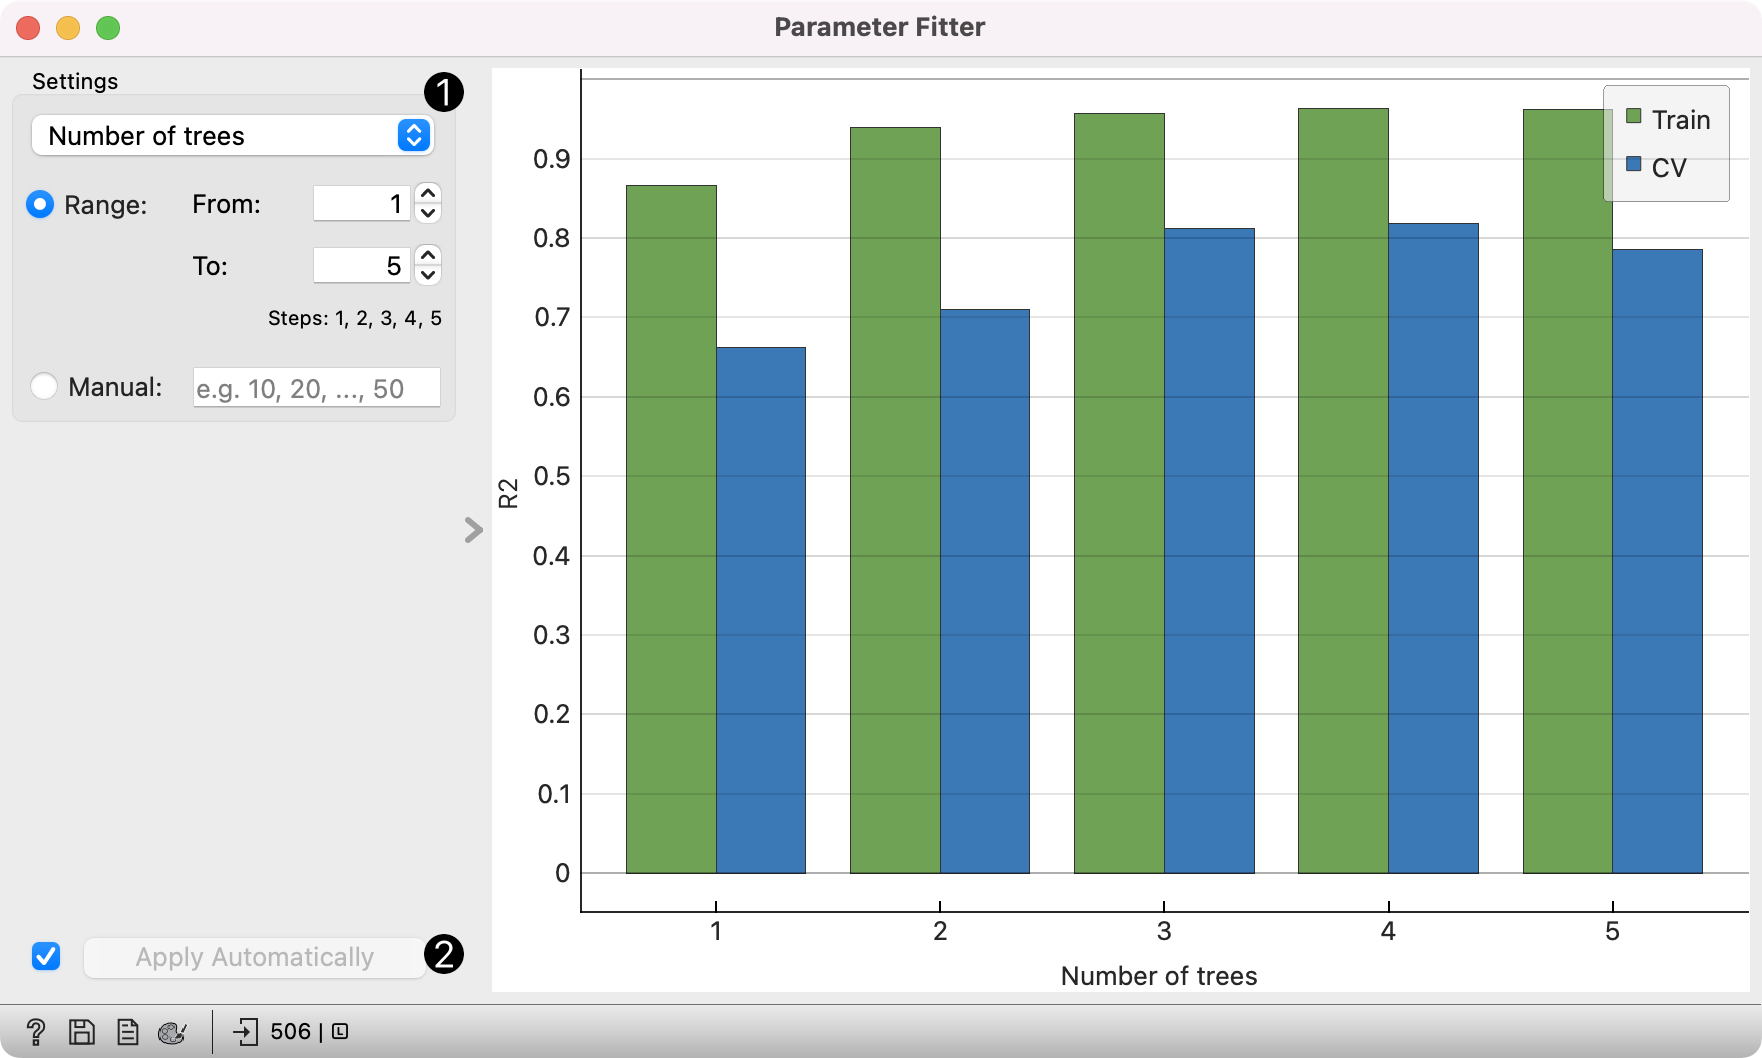 Parameter Fitter
Settings
1
Number of trees
Range: From: 1
To: 5
Steps: 1, 2, 3, 4, 5
Manual: e.g. 10, 20, ..., 50
Apply Automatically
2
506 | L
Train
CV
R2
0.9
0.8
0.7
0.6
0.5
0.4
0.3
0.2
0.1
0
1 2 3 4 5
Number of trees